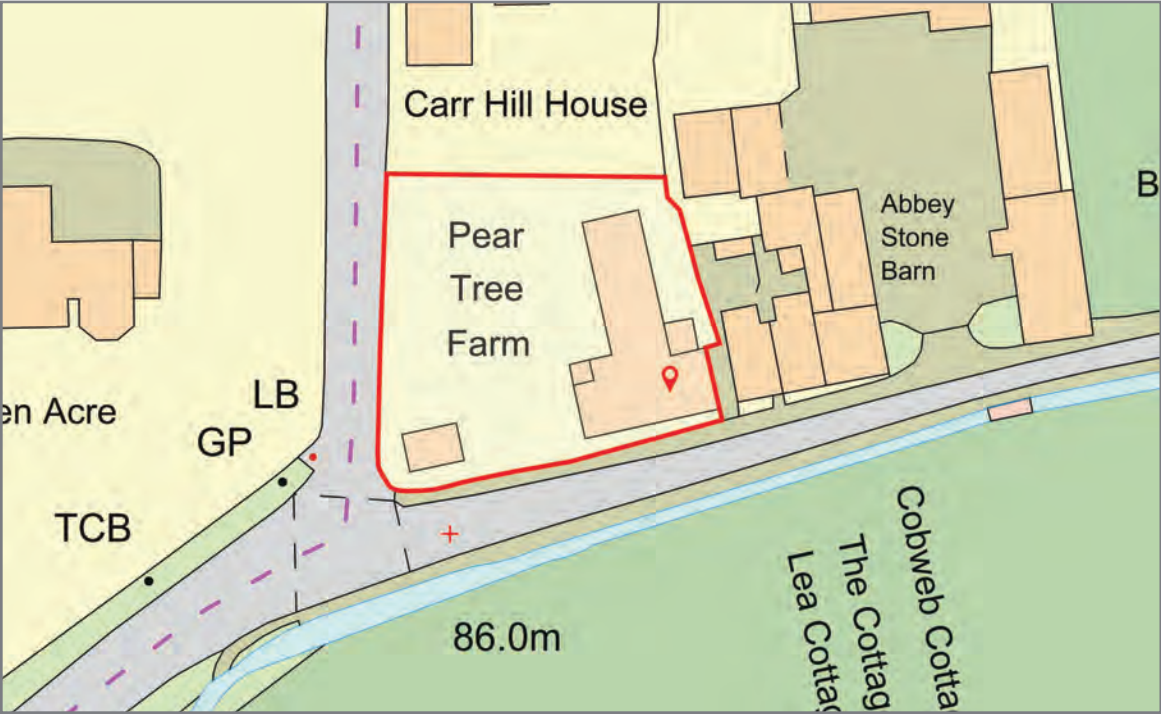 Carr Hill House
Pear
Tree
Farm
Abbey
Stone
Barn
B
LB
en Acre
GP
TCB
86.0m
Cobweb Cotta
The Cottag
Lea Cottag